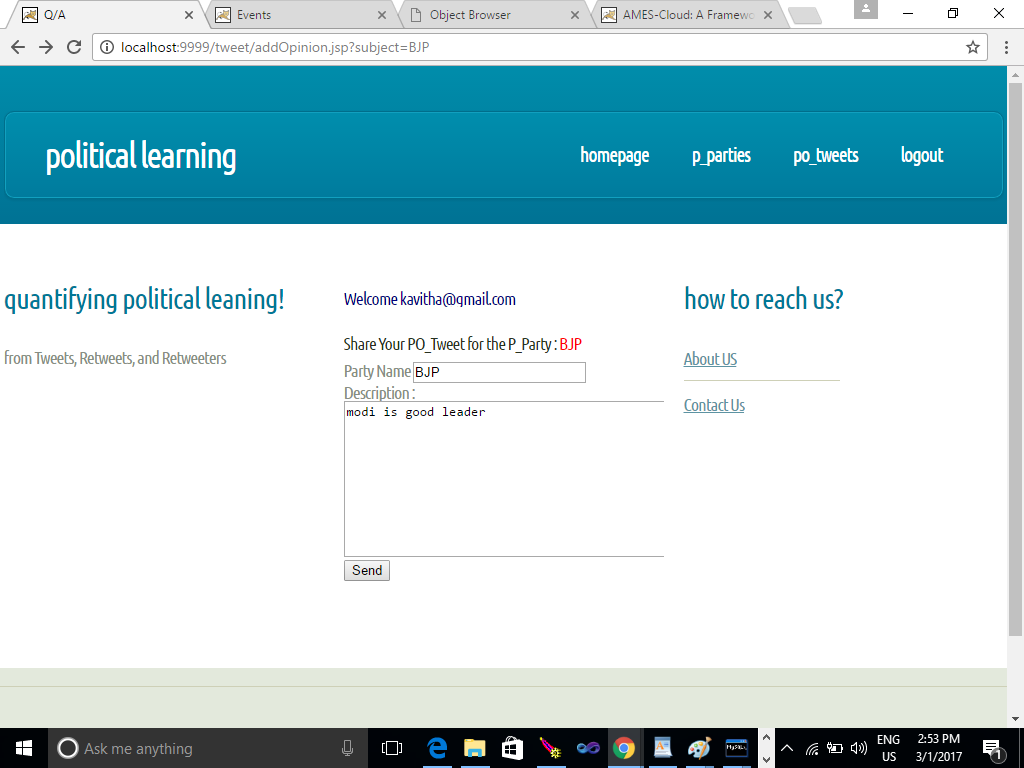 Q/A
Events
Object Browser
AMES-Cloud: A Framewo
localhost:9999/tweet/addOpinion.jsp?subject=BJP
political learning
homepage
p_parties
po_tweets
logout
quantifying political leaning!
from Tweets, Retweets, and Retweeters
Welcome kavitha@gmail.com
Share Your PO_Tweet for the P_Party : BJP
Party Name BJP
Description :
modi is good leader
Send
how to reach us?
About US
Contact Us
Ask me anything
MySQL
ENG
US
2:53 PM
3/1/2017
1